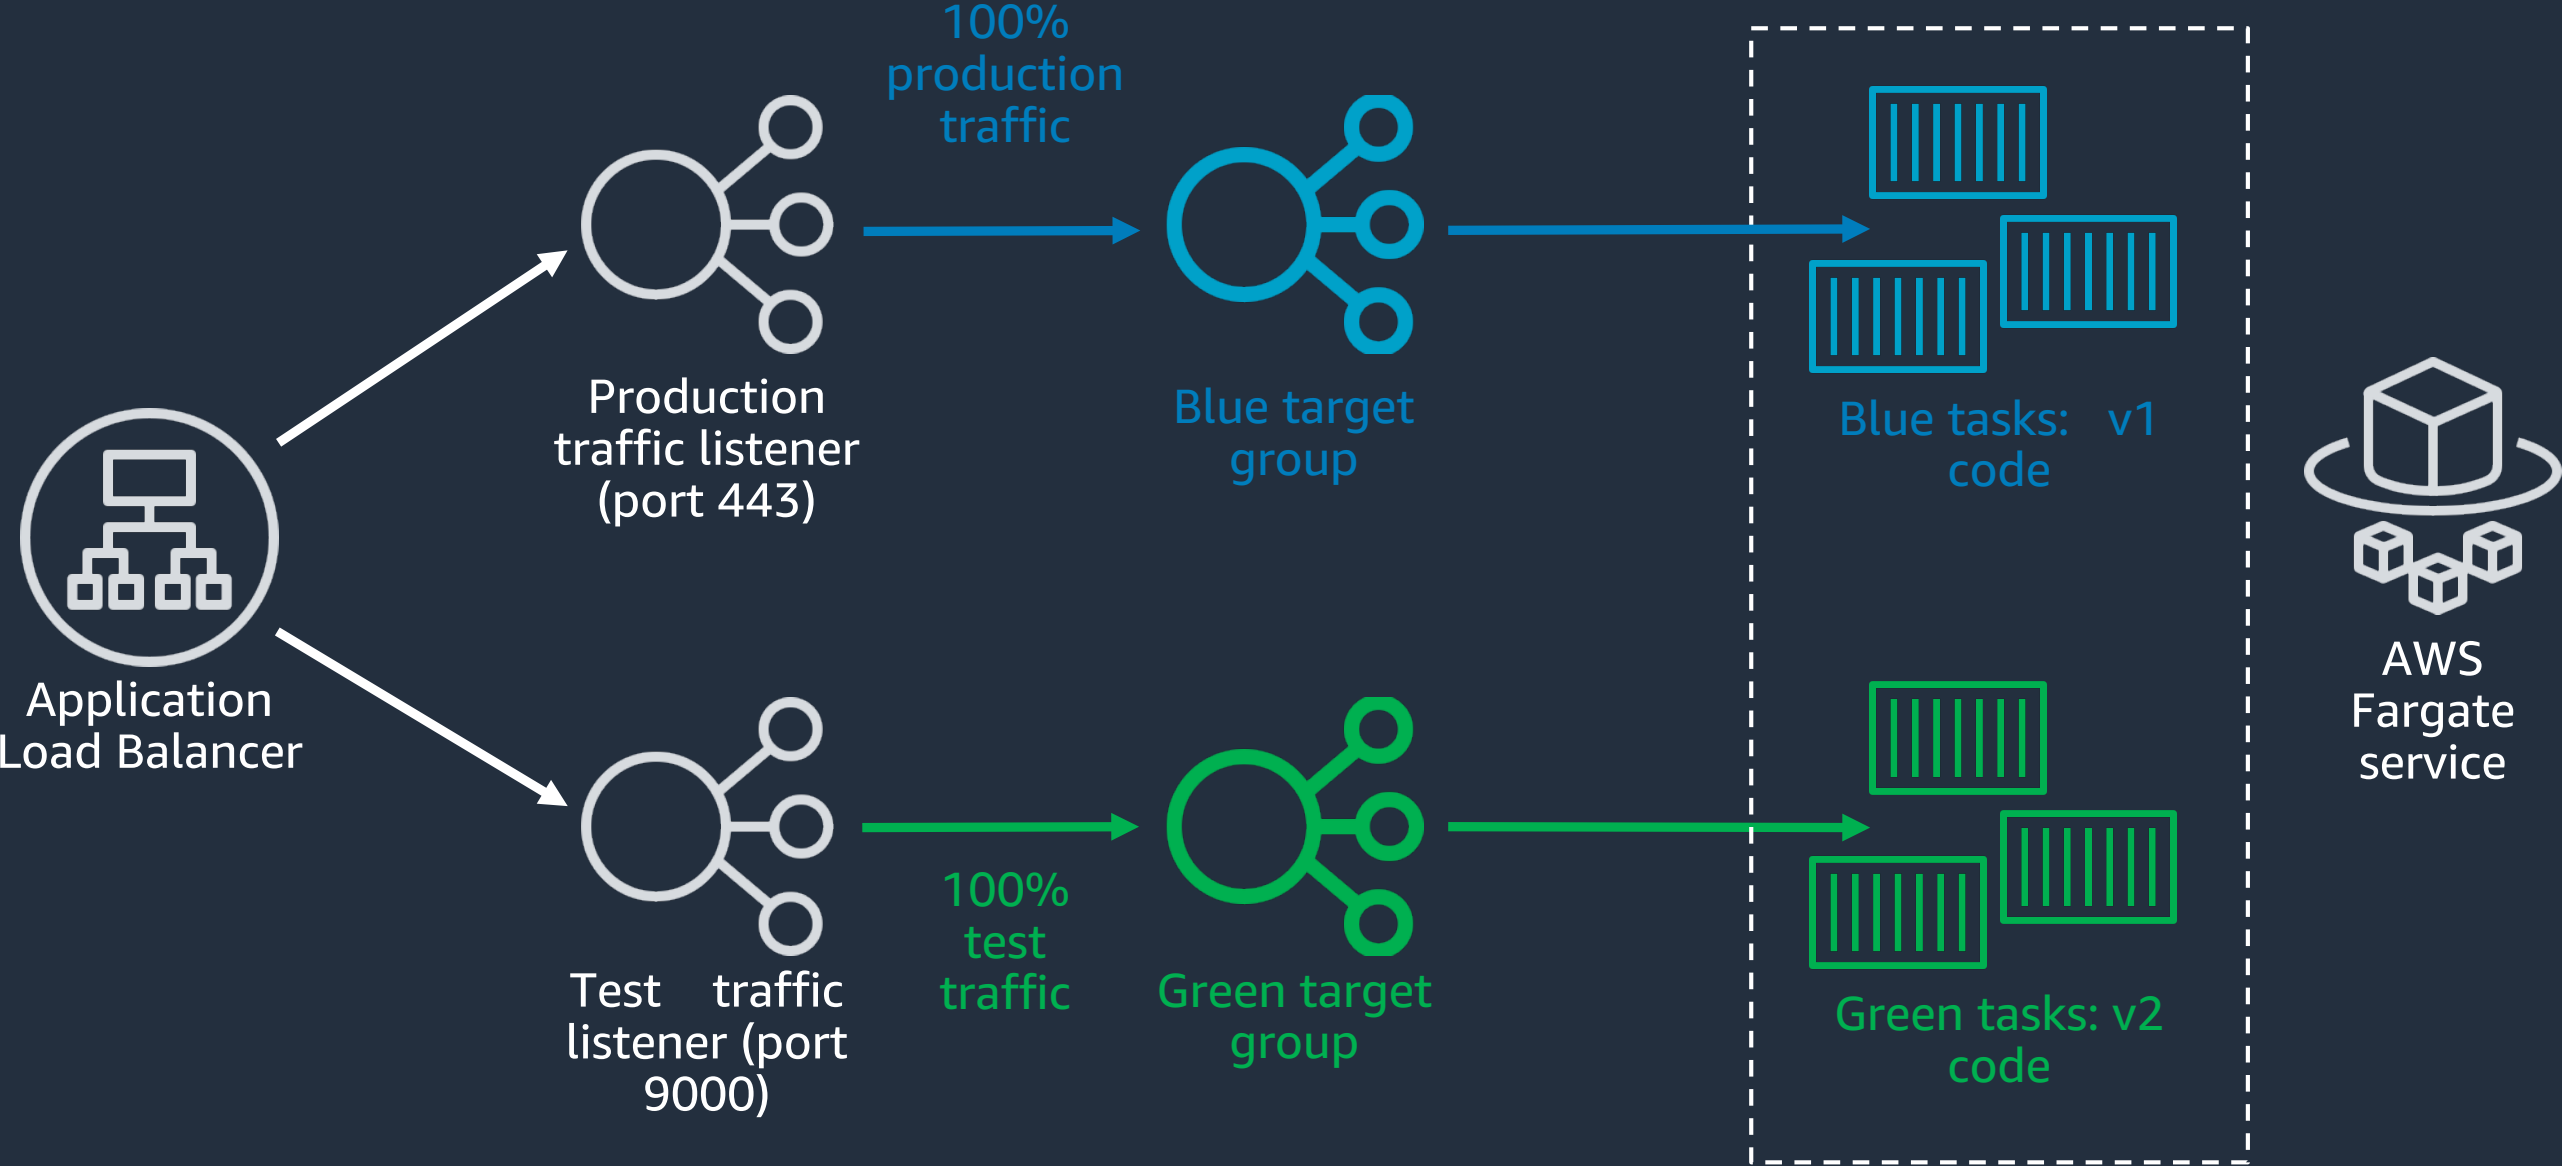 100%
production
traffic
Production
traffic listener
(port 443)
Blue target
group
Blue tasks: v1
code
Application
Load Balancer
AWS
Fargate
service
100%
test
traffic
Test traffic
listener (port
9000)
Green target
group
Green tasks: v2
code